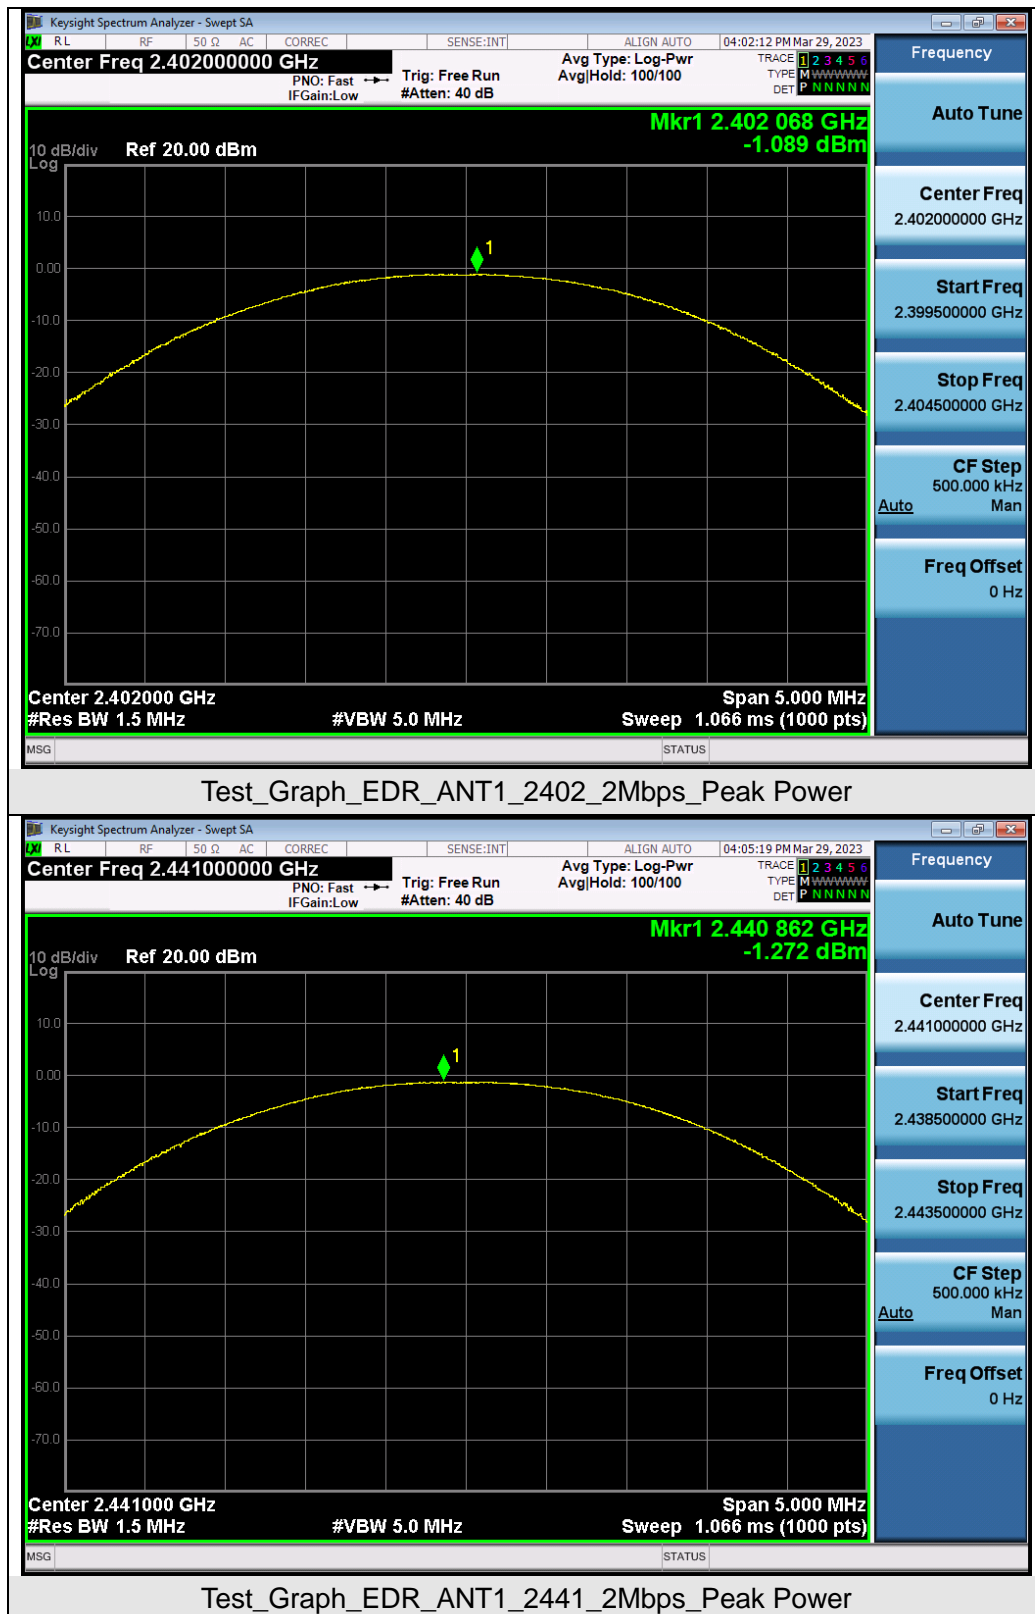 Keysight Spectrum Analyzer - Swept SA
LXI RL RF 50 Ω AC CORREC SENSE:INT ALIGN AUTO 04:02:12 PM Mar 29, 2023
Center Freq 2.402000000 GHz
PNO: Fast
IFGain:Low
Trig: Free Run
#Atten: 40 dB
Avg Type: Log-Pwr
Avg|Hold: 100/100
TRACE 1 2 3 4 5 6
TYPE M WWWWW
DET P N N N N N
Frequency
Mkr1 2.402 068 GHz
-1.089 dBm
10 dB/div Ref 20.00 dBm
Log
10.0
0.00
-10.0
-20.0
-30.0
-40.0
-50.0
-60.0
-70.0
1
Center 2.402000 GHz Span 5.000 MHz
#Res BW 1.5 MHz #VBW 5.0 MHz Sweep 1.066 ms (1000 pts)
MSG STATUS
Auto Tune
Center Freq
2.402000000 GHz
Start Freq
2.399500000 GHz
Stop Freq
2.404500000 GHz
CF Step
500.000 kHz
Auto Man
Freq Offset
0 Hz
Test_Graph_EDR_ANT1_2402_2Mbps_Peak Power
Keysight Spectrum Analyzer - Swept SA
LXI RL RF 50 Ω AC CORREC SENSE:INT ALIGN AUTO 04:05:19 PM Mar 29, 2023
Center Freq 2.441000000 GHz
PNO: Fast
IFGain:Low
Trig: Free Run
#Atten: 40 dB
Avg Type: Log-Pwr
Avg|Hold: 100/100
TRACE 1 2 3 4 5 6
TYPE M WWWWW
DET P N N N N N
Frequency
Mkr1 2.440 862 GHz
-1.272 dBm
10 dB/div Ref 20.00 dBm
Log
10.0
0.00
-10.0
-20.0
-30.0
-40.0
-50.0
-60.0
-70.0
1
Center 2.441000 GHz Span 5.000 MHz
#Res BW 1.5 MHz #VBW 5.0 MHz Sweep 1.066 ms (1000 pts)
MSG STATUS
Auto Tune
Center Freq
2.441000000 GHz
Start Freq
2.438500000 GHz
Stop Freq
2.443500000 GHz
CF Step
500.000 kHz
Auto Man
Freq Offset
0 Hz
Test_Graph_EDR_ANT1_2441_2Mbps_Peak Power